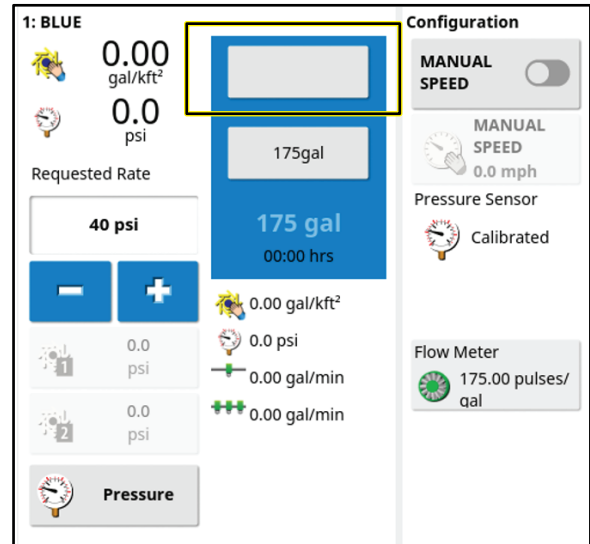 1: BLUE
0.00
gal/kft²
0.0
psi
Requested Rate
40 psi
0.0
psi
1
0.0
psi
2
Pressure
175gal
175 gal
00:00 hrs
0.00 gal/kft²
0.0 psi
0.00 gal/min
0.00 gal/min
Configuration
MANUAL
SPEED
MANUAL
SPEED
0.0 mph
Pressure Sensor
Calibrated
Flow Meter
175.00 pulses/
gal